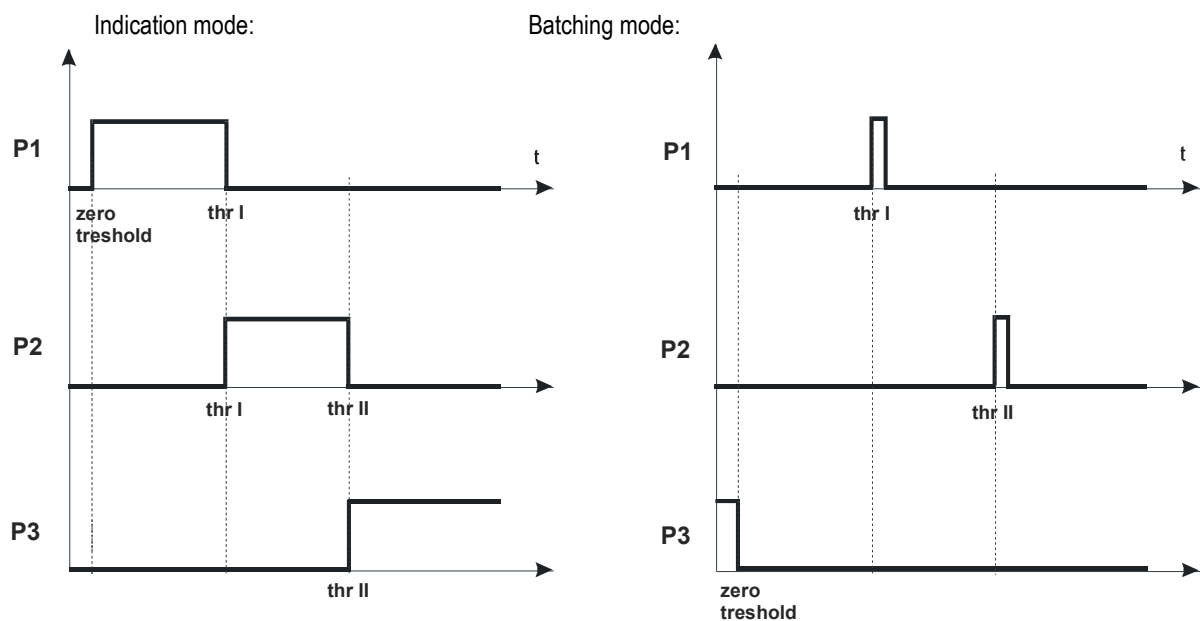 Indication mode:
P1
t
zero
treshold
thr I
P2
thr I
thr II
P3
thr II
Batching mode:
P1
t
thr I
P2
thr II
P3
zero
treshold